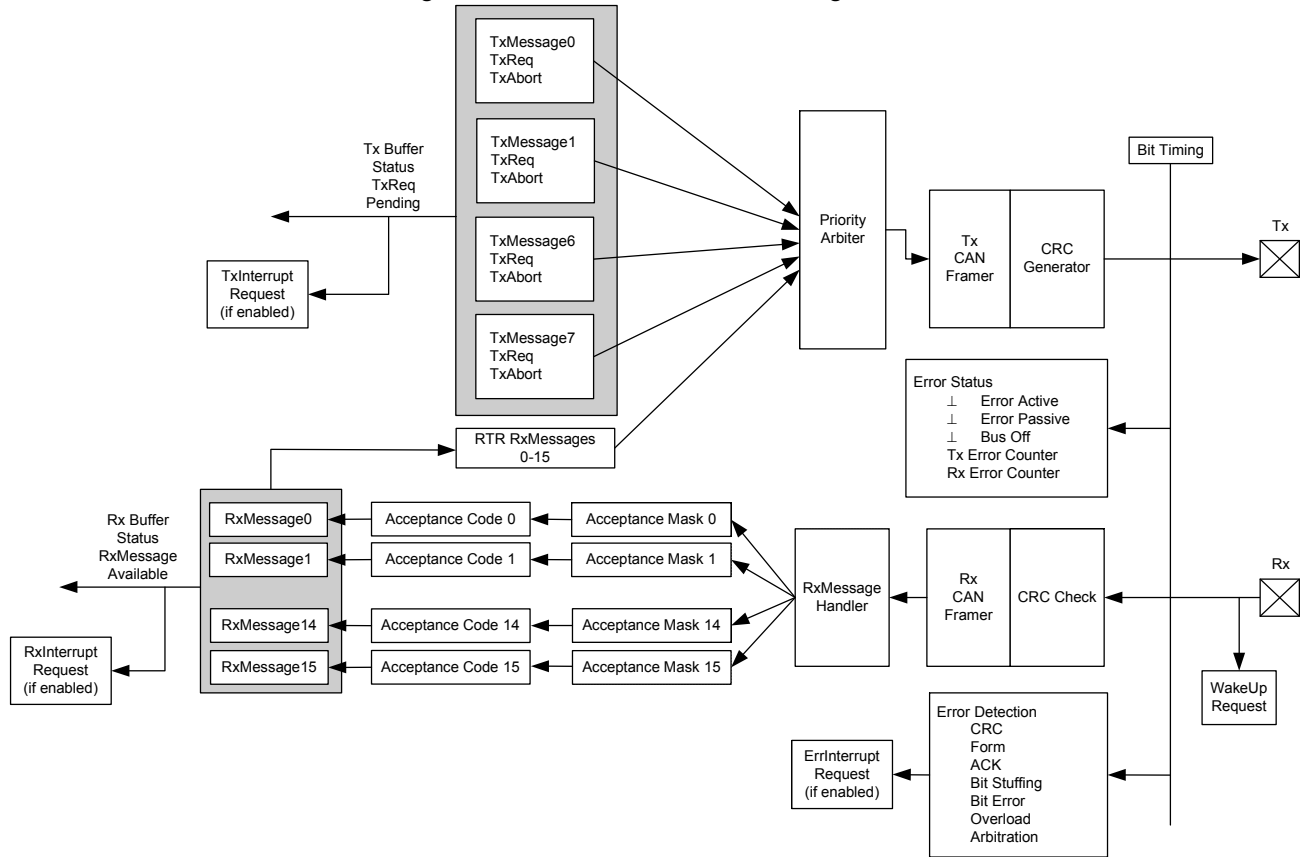 TxMessage0
TxReq
TxAbort
TxMessage1
TxReq
TxAbort
TxMessage6
TxReq
TxAbort
TxMessage7
TxReq
TxAbort
Tx Buffer
Status
TxReq
Pending
TxInterrupt
Request
(if enabled)
Priority
Arbiter
Tx
CAN
Framer
CRC
Generator
Bit Timing
Tx
Error Status
⊥ Error Active
⊥ Error Passive
⊥ Bus Off
Tx Error Counter
Rx Error Counter
RTR RxMessages
0-15
Rx Buffer
Status
RxMessage
Available
RxInterrupt
Request
(if enabled)
RxMessage0
Acceptance Code 0
Acceptance Mask 0
RxMessage1
Acceptance Code 1
Acceptance Mask 1
RxMessage14
Acceptance Code 14
Acceptance Mask 14
RxMessage15
Acceptance Code 15
Acceptance Mask 15
RxMessage
Handler
Rx
CAN
Framer
CRC Check
Rx
WakeUp
Request
ErrInterrupt
Request
(if enabled)
Error Detection
CRC
Form
ACK
Bit Stuffing
Bit Error
Overload
Arbitration